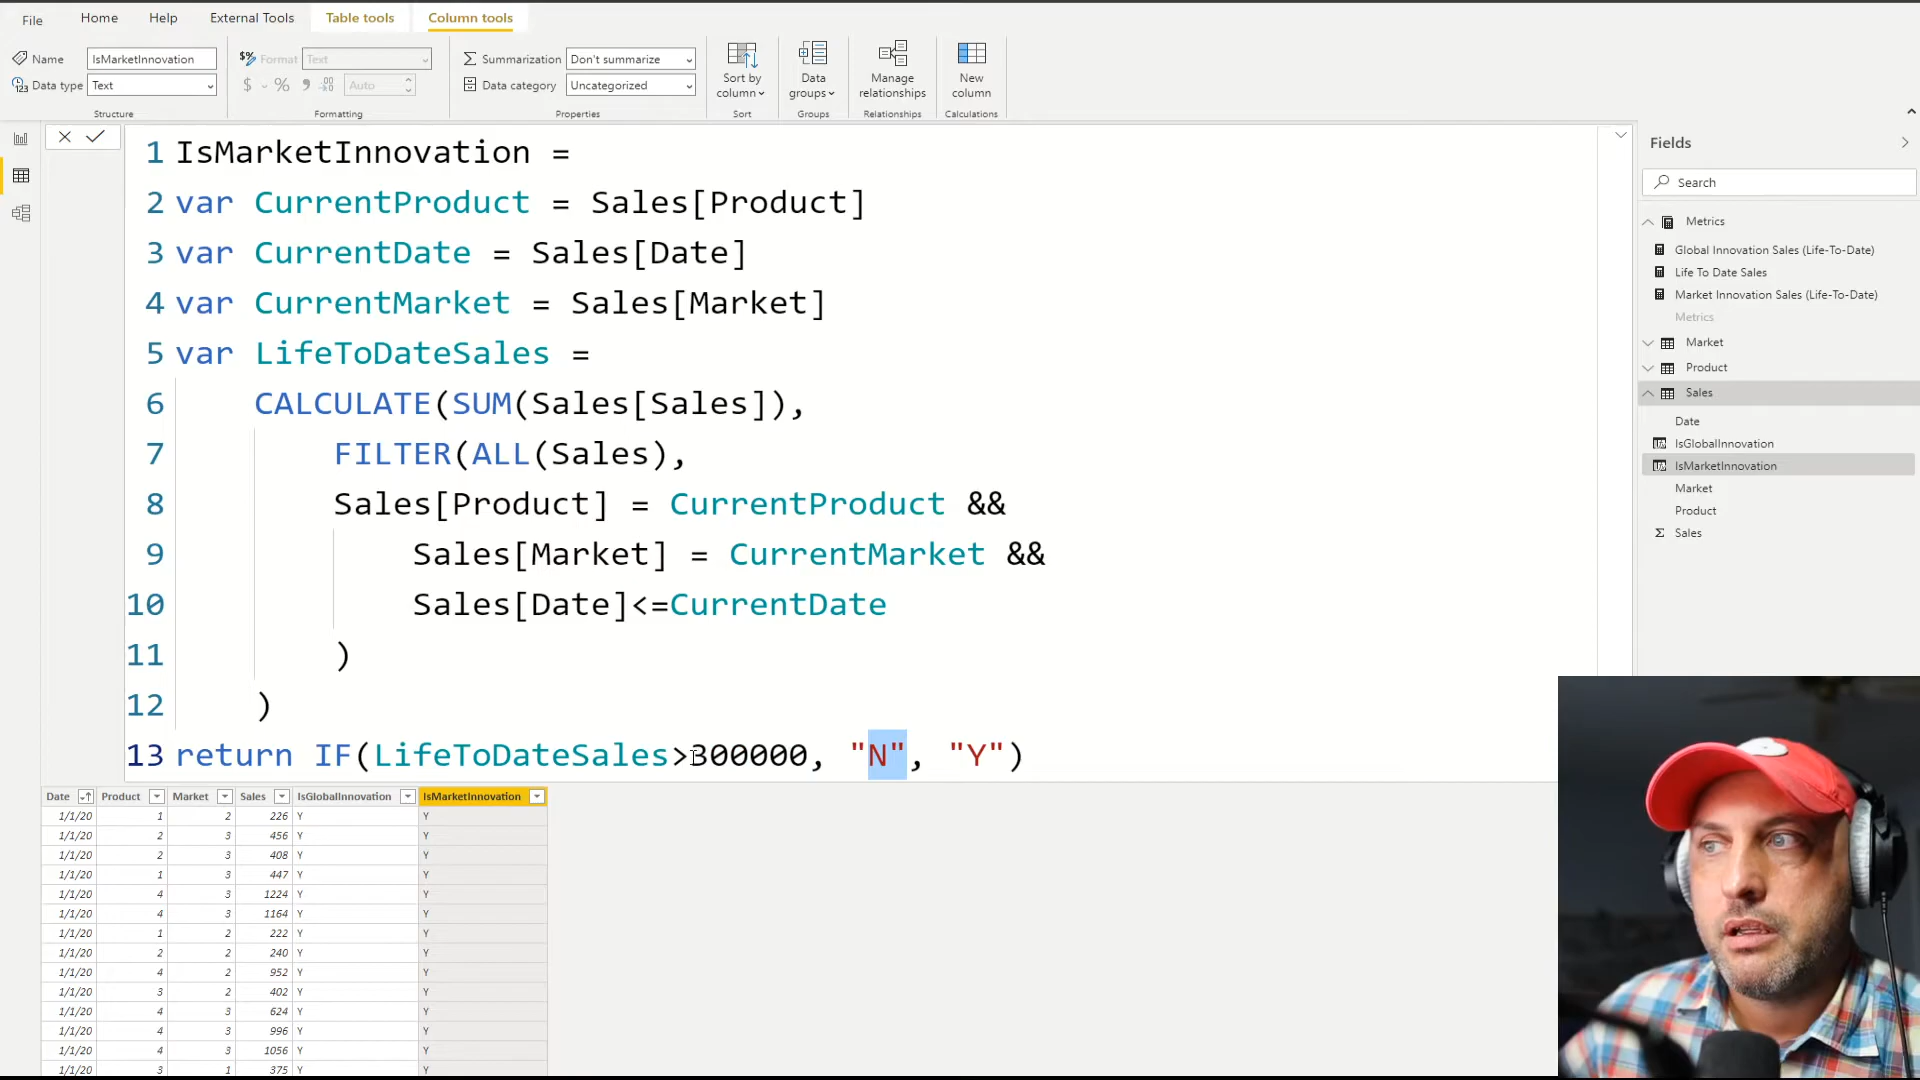 File
Home
Help
External Tools
Table tools
Column tools
Name
IsMarketInnovation
Data type
Text
Structure
Format
Text
Auto
Formatting
Summarization
Don't summarize
Data category
Uncategorized
Properties
Sort by
column
Sort
Data
groups
Groups
Manage
relationships
Relationships
New
column
Calculations
1 IsMarketInnovation =
2 var CurrentProduct = Sales[Product]
3 var CurrentDate = Sales[Date]
4 var CurrentMarket = Sales[Market]
5 var LifeToDateSales =
6 CALCULATE(SUM(Sales[Sales]),
7 FILTER(ALL(Sales),
8 Sales[Product] = CurrentProduct &&
9 Sales[Market] = CurrentMarket &&
10 Sales[Date]<=CurrentDate
11 )
12 )
13 return IF(LifeToDateSales>300000, "N", "Y")
Date Product Market Sales IsGlobalInnovation IsMarketInnovation
1/1/20 1 2 226 Y Y
1/1/20 2 3 456 Y Y
1/1/20 2 3 408 Y Y
1/1/20 1 3 447 Y Y
1/1/20 4 3 1224 Y Y
1/1/20 4 3 1164 Y Y
1/1/20 1 2 222 Y Y
1/1/20 2 2 240 Y Y
1/1/20 4 2 952 Y Y
1/1/20 3 2 402 Y Y
1/1/20 4 3 624 Y Y
1/1/20 4 3 996 Y Y
1/1/20 4 3 1056 Y Y
1/1/20 3 1 375 Y Y
Fields
Search
Metrics
Global Innovation Sales (Life-To-Date)
Life To Date Sales
Market Innovation Sales (Life-To-Date)
Metrics
Market
Product
Sales
Date
IsGlobalInnovation
IsMarketInnovation
Market
Product
Sales